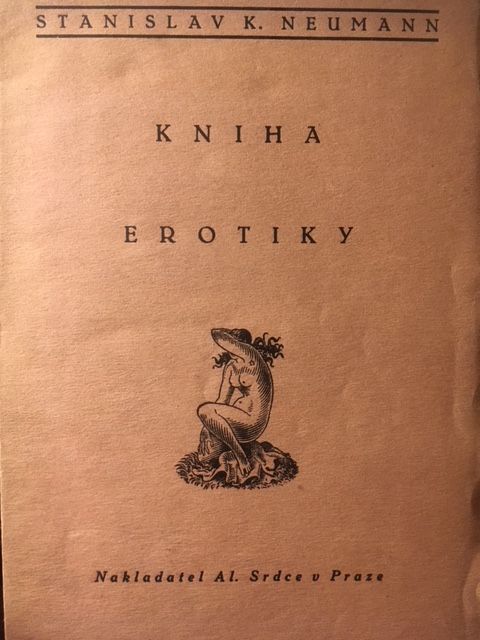 STANISLAV K. NEUMANN
KNIHA
EROTIKY
Nakladatel Al. Srdce v Praze